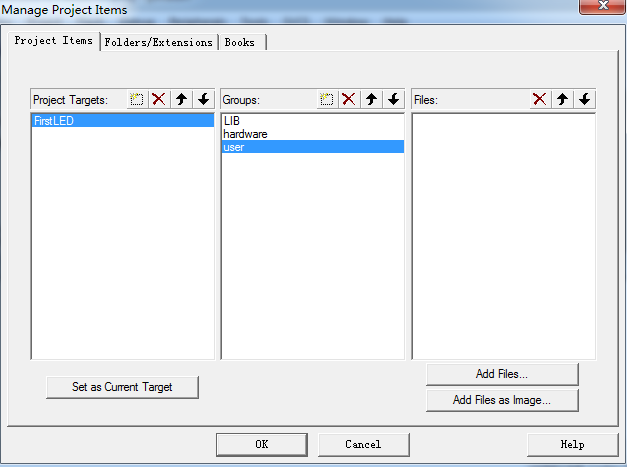 Manage Project Items
Project Items Folders/Extensions Books
Project Targets: Groups: Files:
FirstLED
LIB
hardware
user
Add Files...
Set as Current Target
Add Files as Image...
OK Cancel Help